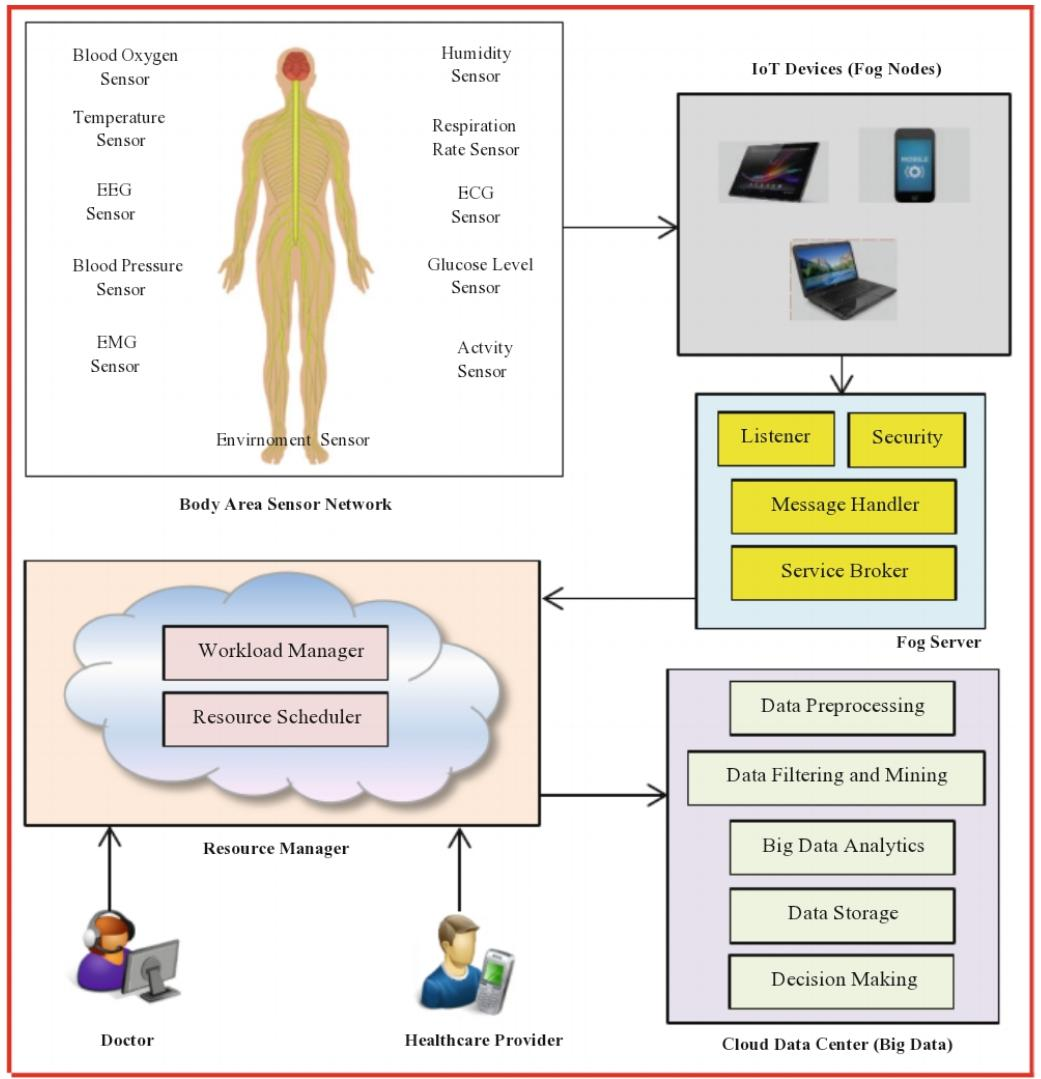 Blood Oxygen
Sensor
Temperature
Sensor
EEG
Sensor
Blood Pressure
Sensor
EMG
Sensor
Humidity
Sensor
Respiration
Rate Sensor
ECG
Sensor
Glucose Level
Sensor
Actvity
Sensor
Envirnoment Sensor
Body Area Sensor Network
IoT Devices (Fog Nodes)
MOBILE
Listener
Security
Message Handler
Service Broker
Fog Server
Workload Manager
Resource Scheduler
Resource Manager
Doctor
Healthcare Provider
Data Preprocessing
Data Filtering and Mining
Big Data Analytics
Data Storage
Decision Making
Cloud Data Center (Big Data)